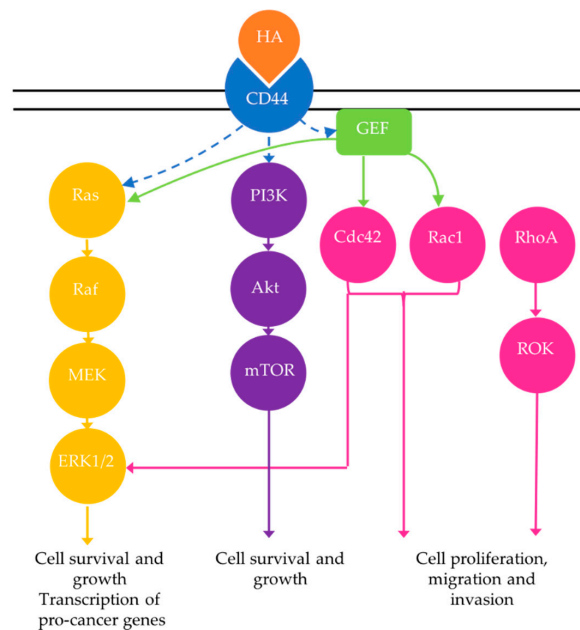 HA
CD44
GEF
Ras
PI3K
Cdc42
Rac1
RhoA
Raf
Akt
ROK
MEK
mTOR
ERK1/2
Cell survival and
growth
Transcription of
pro-cancer genes
Cell survival and
growth
Cell proliferation,
migration and
invasion